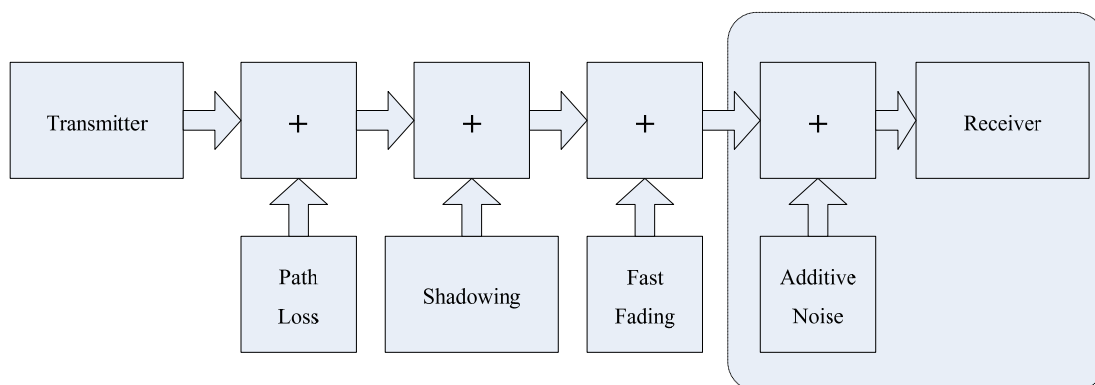 Transmitter
+
+
+
+
Receiver
Path
Loss
Shadowing
Fast
Fading
Additive
Noise